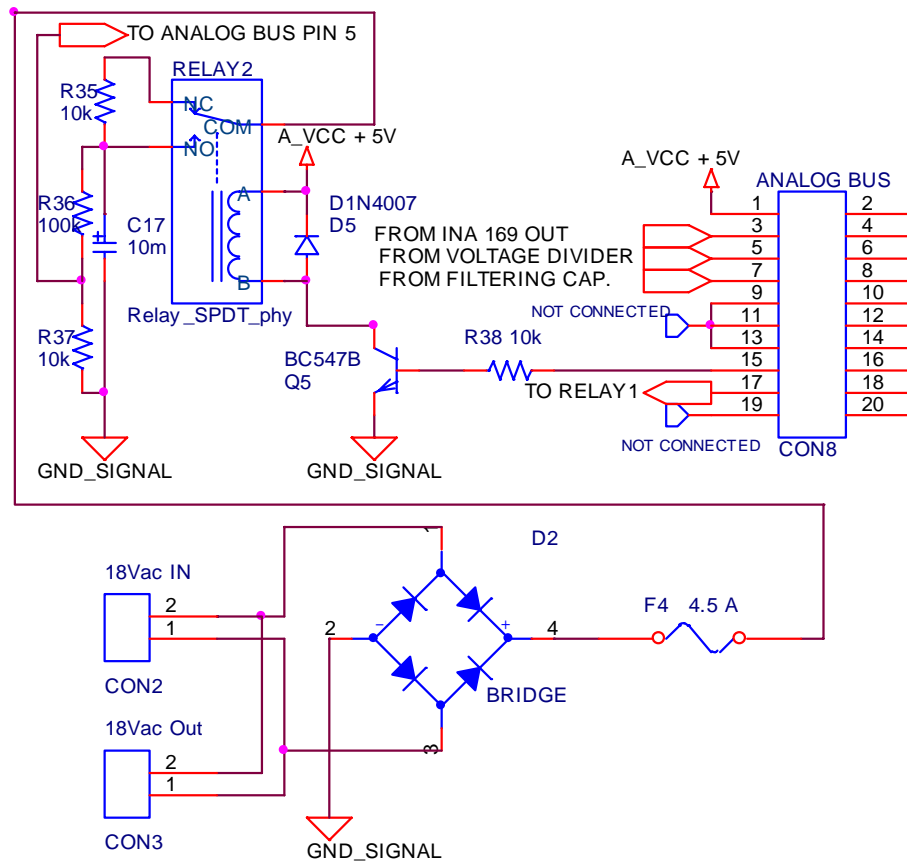 TO ANALOG BUS PIN 5
RELAY2
R35
10k
NC
COM
NO
A_VCC + 5V
A_VCC + 5V
ANALOG BUS
R36
100k
C17
10m
+
A
B
D1N4007
D5
FROM INA 169 OUT
FROM VOLTAGE DIVIDER
FROM FILTERING CAP.
NOT CONNECTED
1
3
5
7
9
11
13
15
17
19
2
4
6
8
10
12
14
16
18
20
Relay_SPDT_phy
R37
10k
BC547B
Q5
R38 10k
TO RELAY1
NOT CONNECTED
CON8
GND_SIGNAL
GND_SIGNAL
1
D2
18Vac IN
2
1
CON2
2
-
+
4
F4 4.5 A
BRIDGE
18Vac Out
3
2
1
CON3
GND_SIGNAL